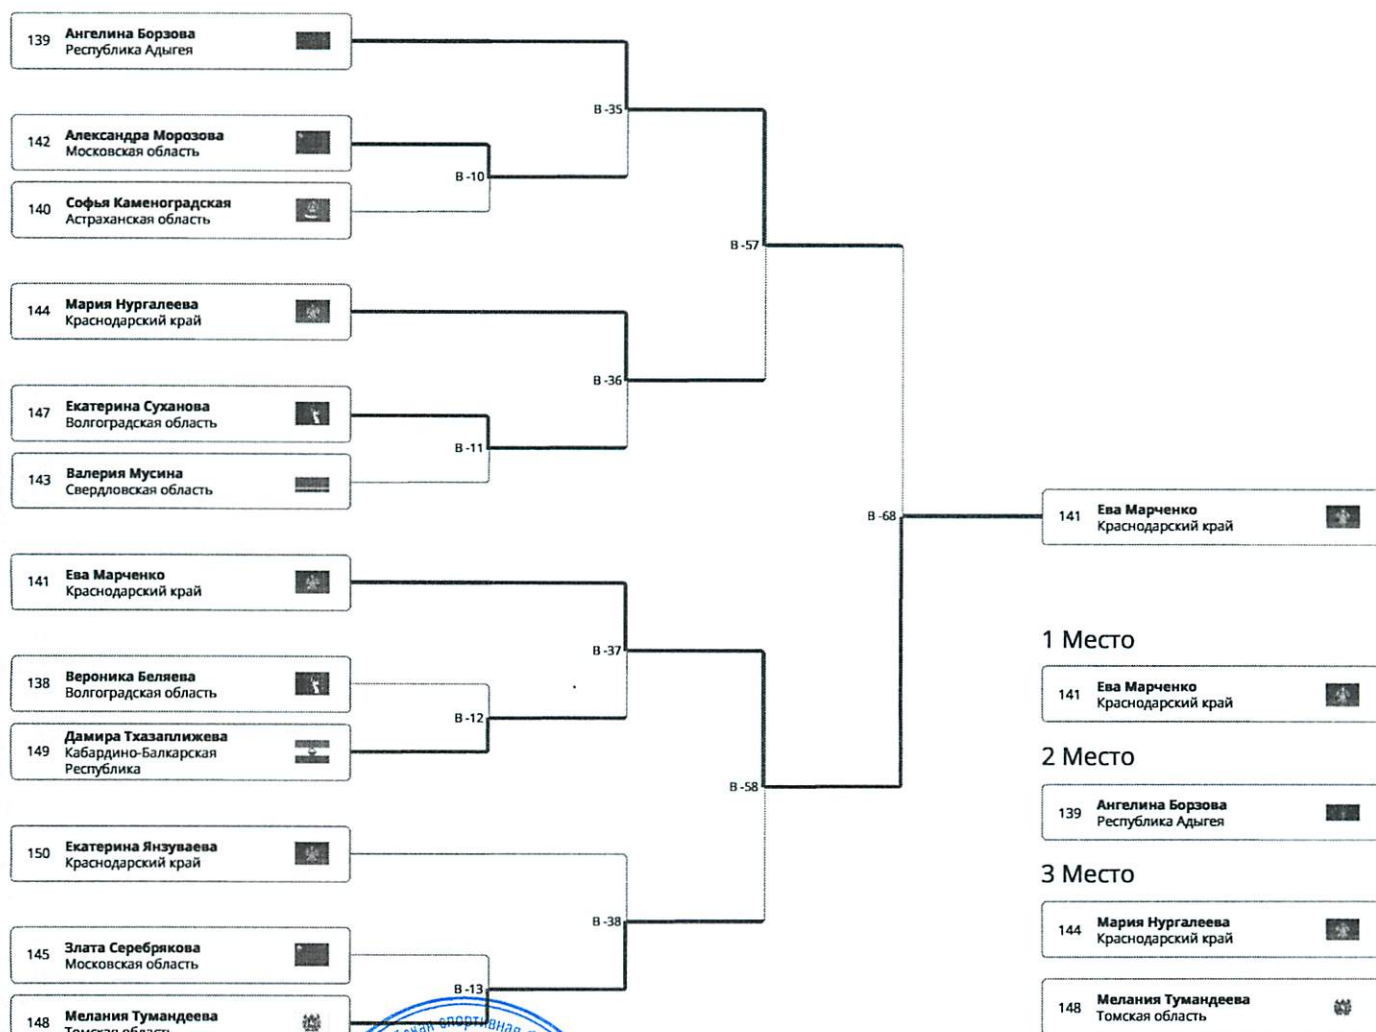 139 Ангелина Борзова
Республика Адыгея
B -35
142 Александра Морозова
Московская область
B -10
140 Софья Каменоградская
Астраханская область
B -57
144 Мария Нургалеева
Краснодарский край
B -36
147 Екатерина Суханова
Волгоградская область
B -11
143 Валерия Мусина
Свердловская область
B -68
141 Ева Марченко
Краснодарский край
141 Ева Марченко
Краснодарский край
B -37
138 Вероника Беляева
Волгоградская область
B -12
149 Дамира Тхазаплижева
Кабардино-Балкарская
Республика
B -58
150 Екатерина Янзуваева
Краснодарский край
B -38
145 Злата Серебрякова
Московская область
B -13
148 Мелания Тумандеева
Томская область
1 Место
141 Ева Марченко
Краснодарский край
2 Место
139 Ангелина Борзова
Республика Адыгея
3 Место
144 Мария Нургалеева
Краснодарский край
148 Мелания Тумандеева
Томская область
спортивная